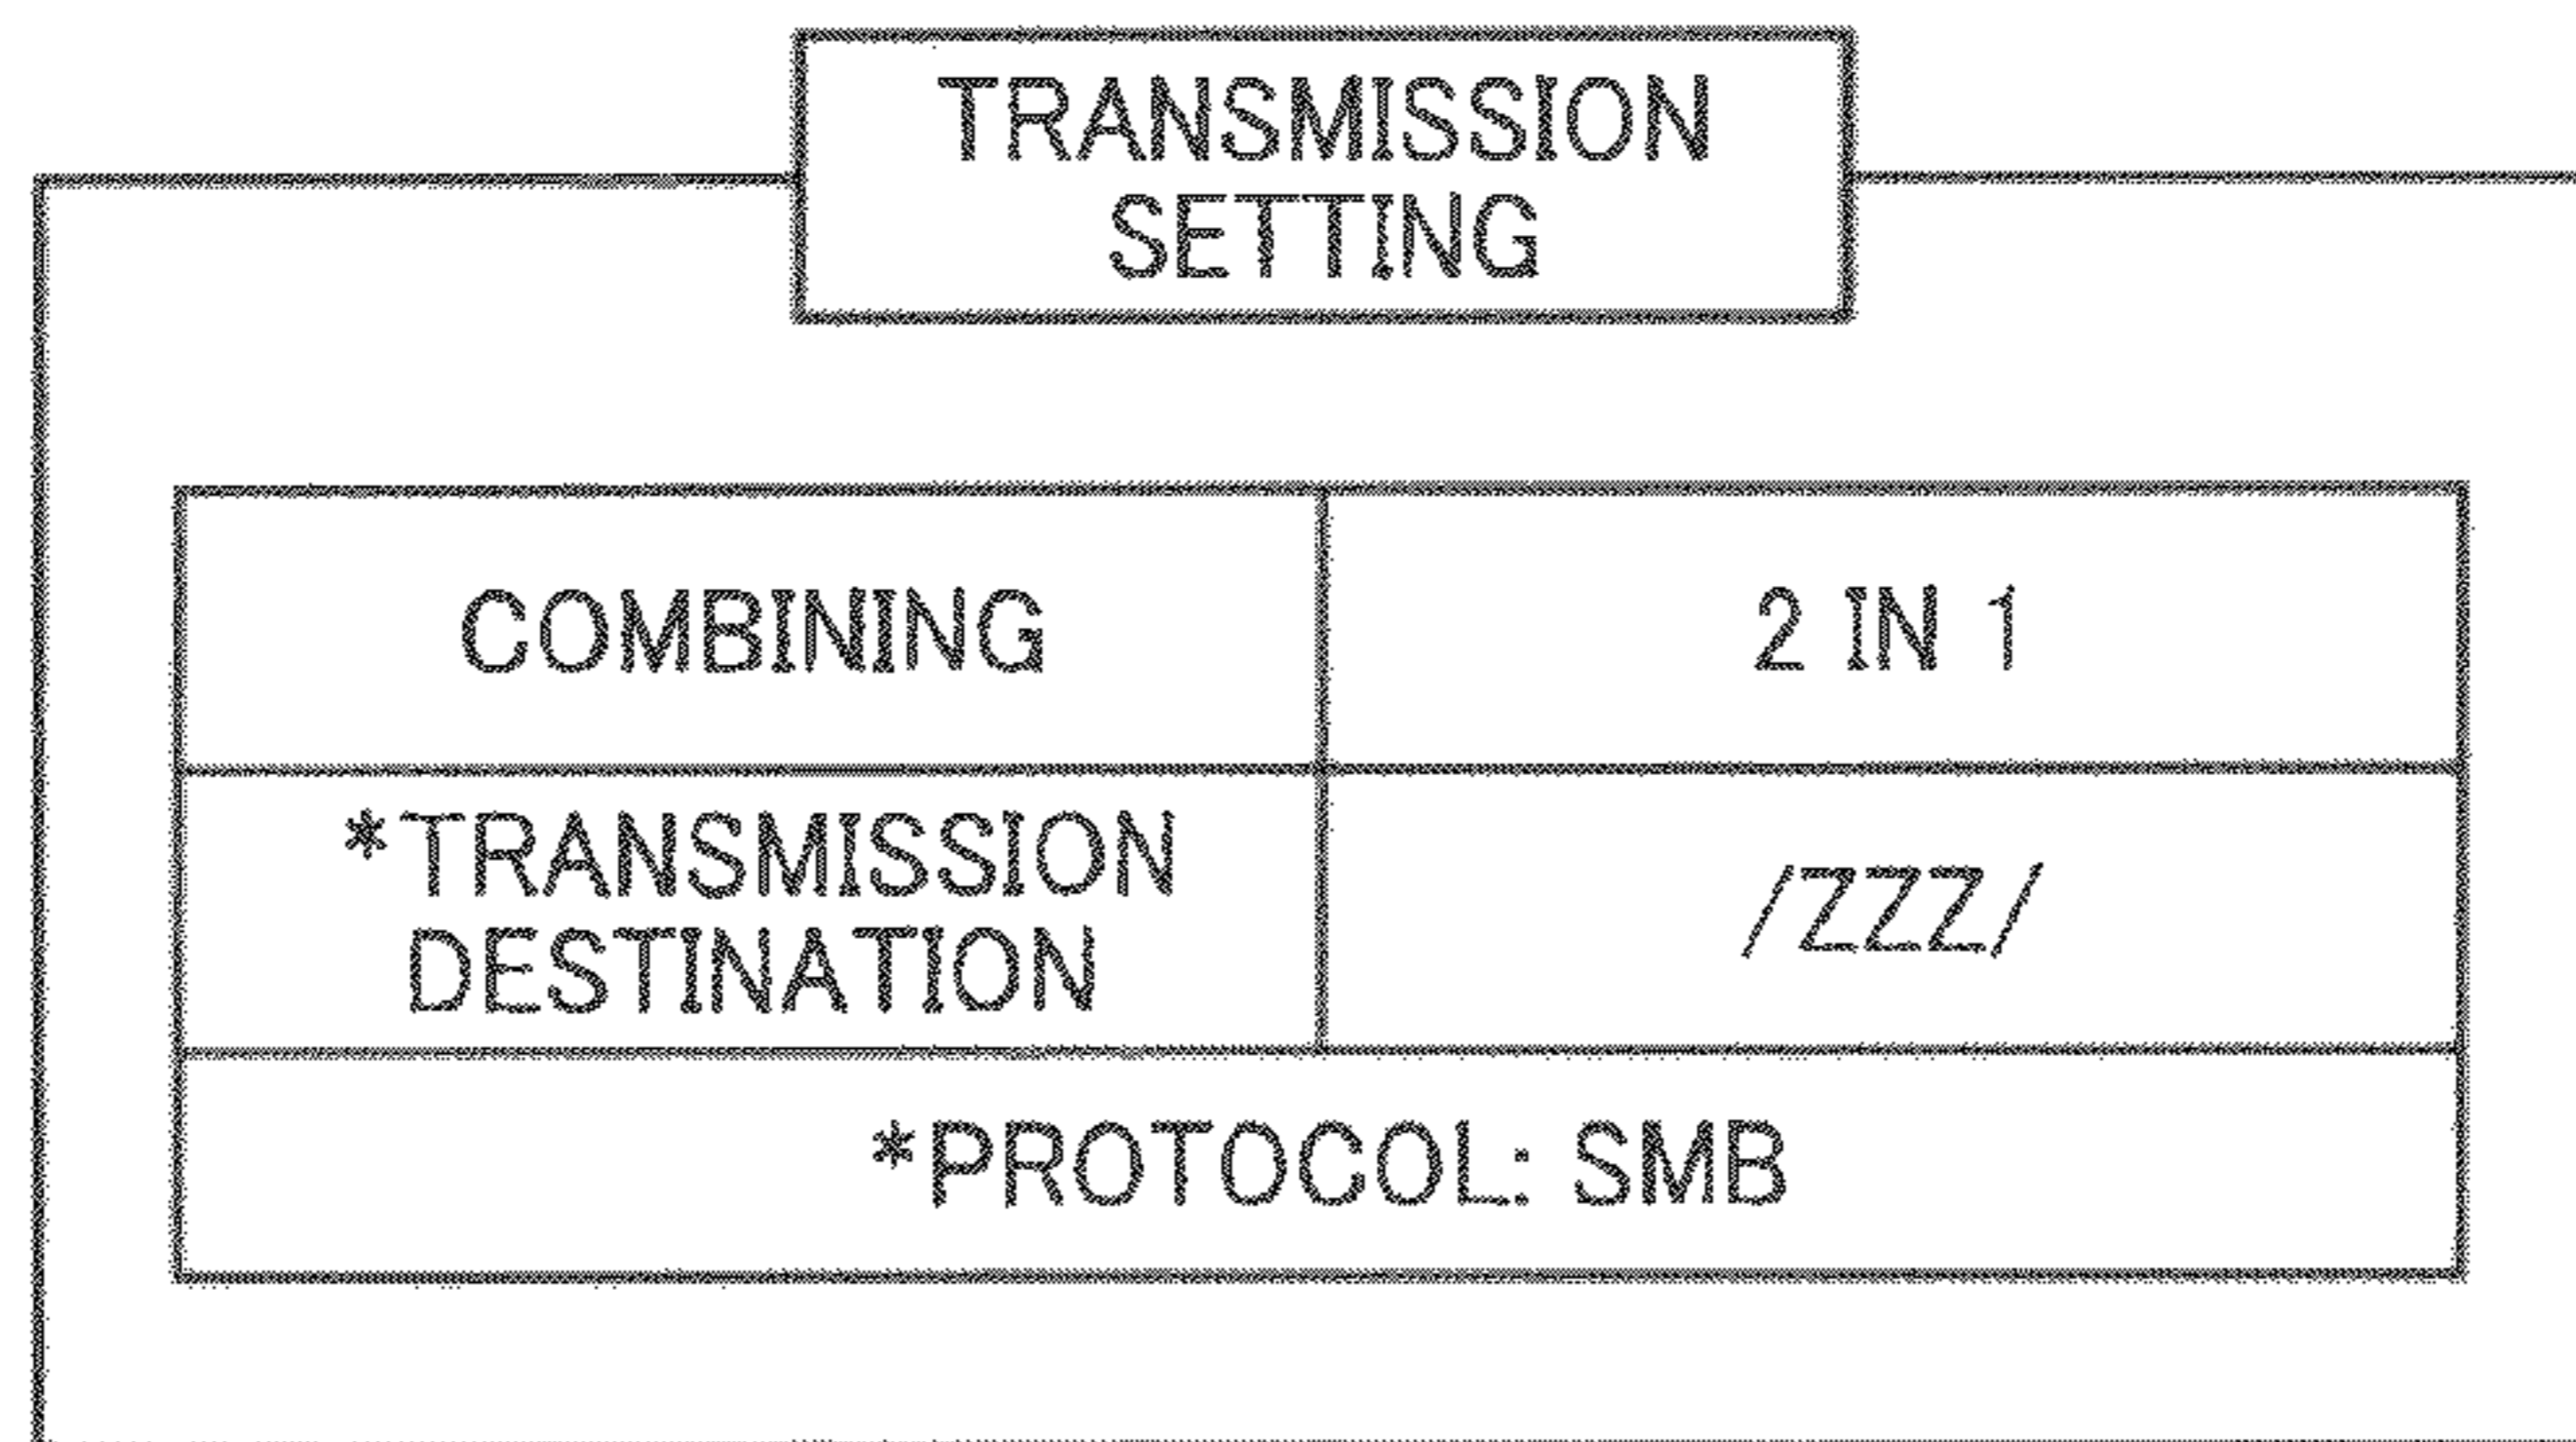 TRANSMISSION
SETTING
COMBINING
2 IN 1
*TRANSMISSION
DESTINATION
/ZZZ/
*PROTOCOL: SMB